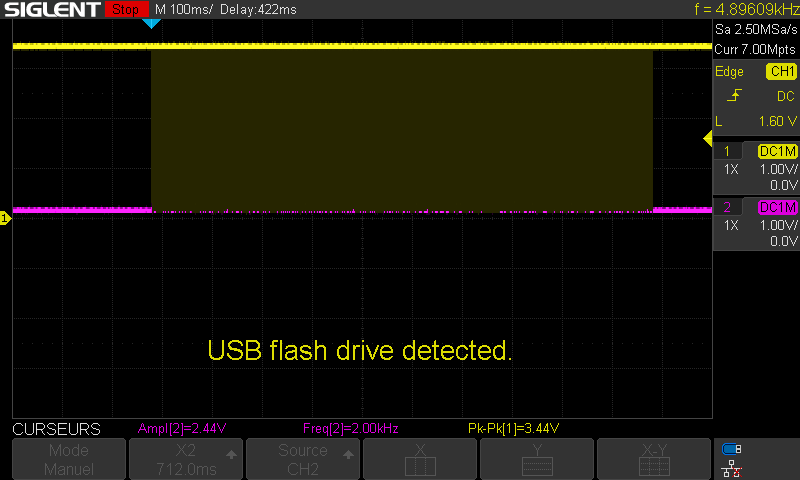 SIGLENT Stop M 100ms/ Delay:422ms f = 4.89609kHz
Sa 2.50MSa/s
Curr 7.00Mpts
Edge CH1
DC
L 1.60 V
1 DC1M
1X 1.00V/
0.0V
2 DC1M
1X 1.00V/
0.0V
1
USB flash drive detected.
CURSEURS Ampl[2]=2.44V Freq[2]=2.00kHz Pk-Pk[1]=3.44V
Mode X2 Source X Y X-Y
Manuel 712.0ms CH2